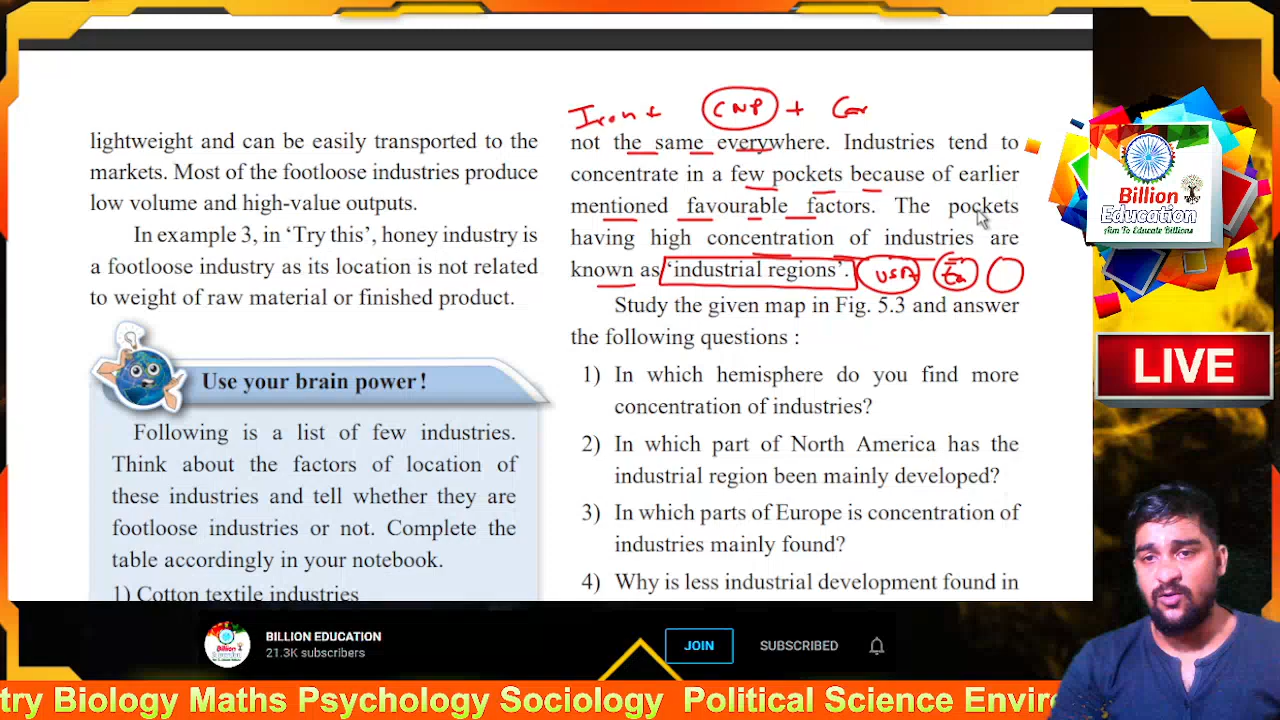 lightweight and can be easily transported to the
markets. Most of the footloose industries produce
low volume and high-value outputs.
In example 3, in ‘Try this’, honey industry is
a footloose industry as its location is not related
to weight of raw material or finished product.
Use your brain power!
Following is a list of few industries.
Think about the factors of location of
these industries and tell whether they are
footloose industries or not. Complete the
table accordingly in your notebook.
1) Cotton textile industries
Iron + CNP + Car
not the same everywhere. Industries tend to
concentrate in a few pockets because of earlier
mentioned favourable factors. The pockets
having high concentration of industries are
known as ‘industrial regions’. USA
Study the given map in Fig. 5.3 and answer
the following questions :
1) In which hemisphere do you find more
concentration of industries?
2) In which part of North America has the
industrial region been mainly developed?
3) In which parts of Europe is concentration of
industries mainly found?
4) Why is less industrial development found in
Billion
Education
Aim To Educate Billions
LIVE
BILLION EDUCATION
21.3K subscribers
JOIN
SUBSCRIBED
try Biology Maths Psychology Sociology Political Science Enviro